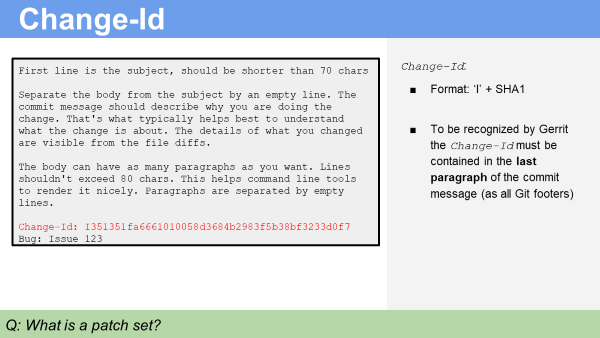 Change-Id
First line is the subject, should be shorter than 70 chars
Separate the body from the subject by an empty line. The
commit message should describe why you are doing the
change. That's what typically helps best to understand
what the change is about. The details of what you changed
are visible from the file diffs.
The body can have as many paragraphs as you want. Lines
shouldn't exceed 80 chars. This helps command line tools
to render it nicely. Paragraphs are separated by empty
lines.
Change-Id: I351351fa6661010058d3684b2983f5b38bf3233d0f7
Bug: Issue 123
Change-Id:
▪ Format: 'I' + SHA1
▪ To be recognized by Gerrit
the Change-Id must be
contained in the last
paragraph of the commit
message (as all Git footers)
Q: What is a patch set?